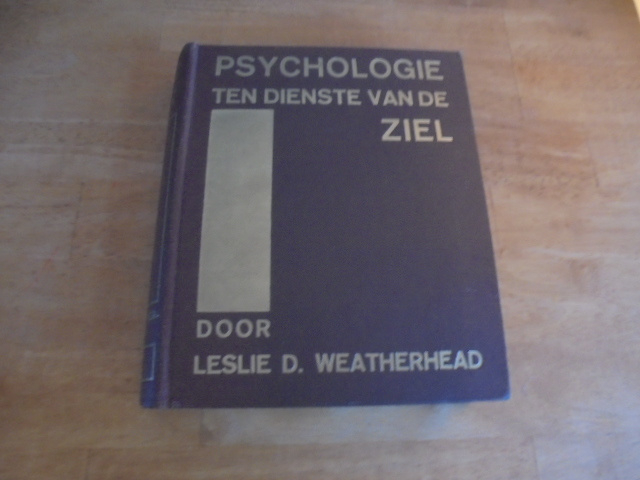 PSYCHOLOGIE
TEN DIENSTE VAN DE
ZIEL
DOOR
LESLIE D. WEATHERHEAD